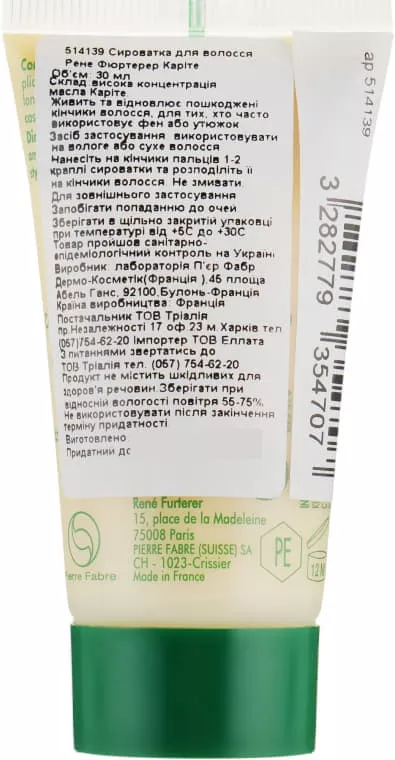 514139 Сироватка для волосся
Рене Фюртерер Каріте
Об'єм: 30 мл
Склад висока концентрація
масла Каріте.
Живить та відновлює пошкоджені
кінчики волосся, для тих, хто часто
використовує фен або утюжок
Засіб застосування використовувати
на вологе або сухе волосся
Нанесіть на кінчики пальців 1-2
краплі сироватки та розподіліть її
на кінчики волосся Не змивати.
Для зовнішнього застосування
Запобігати попаданню до очей
Зберігати в щільно закритій упаковці
при температурі від +5С до +30С
Товар пройшов санітарно-
епідеміологічний контроль на Україні
Виробник: лабораторія П'єр Фабр
Дермо-Косметік(Франція ).45 площа
Абель Ганс, 92100,Булонь-Франція
Країна виробництва: Франція
Постачальник ТОВ Тріалія
пр.Незалежності 17 оф 23 м.Харків тел
(057)754-62-20 Імпортер ТОВ Еллата
З питаннями звертатись до
ТОВ Тріалія тел. (057) 754-62-20
Продукт не містить шкідливих для
здоров'я речовин.Зберігати при
відносній вологості повітря 55-75%.
Не використовувати після закінчення
терміну придатності.
Виготовлено
Придатний до
ар 514139
3 282779 354707
René Furterer
15, place de la Madeleine
75008 Paris
PIERRE FABRE (SUISSE) SA
CH - 1023-Crissier
Made in France
Pierre Fabre
PE
12 M